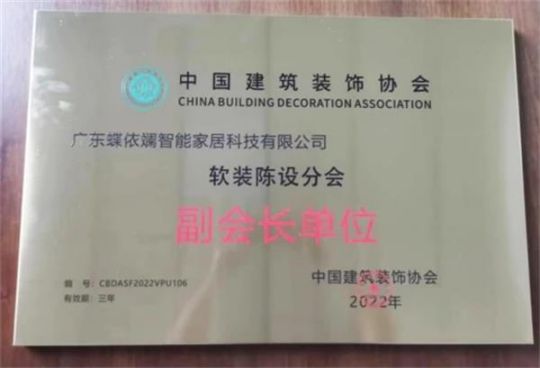 中国建筑装饰协会
CHINA BUILDING DECORATION ASSOCIATION
广东蝶依斓智能家居科技有限公司
软装陈设分会
副会长单位
编 号：CBDASF2022VPU106
有效期：三年
中国建筑装饰协会
2022年